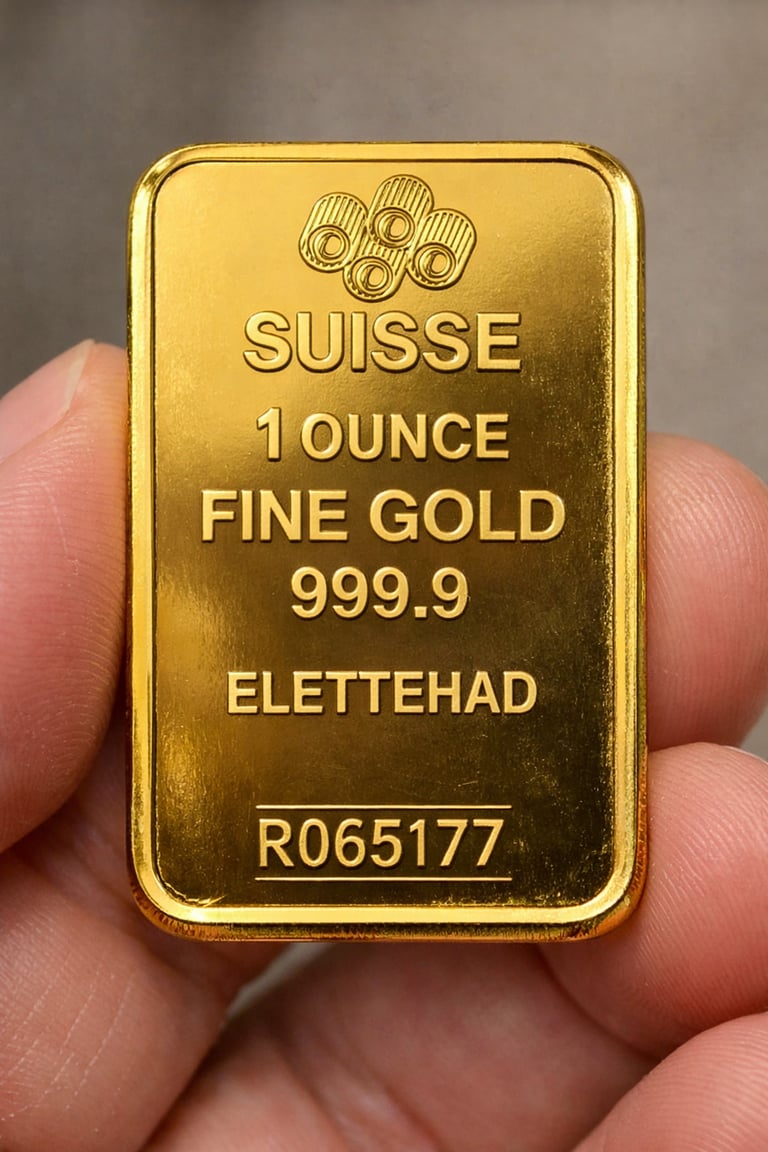 SUISSE
1 OUNCE
FINE GOLD
999.9
ELETTEHAD
R065177